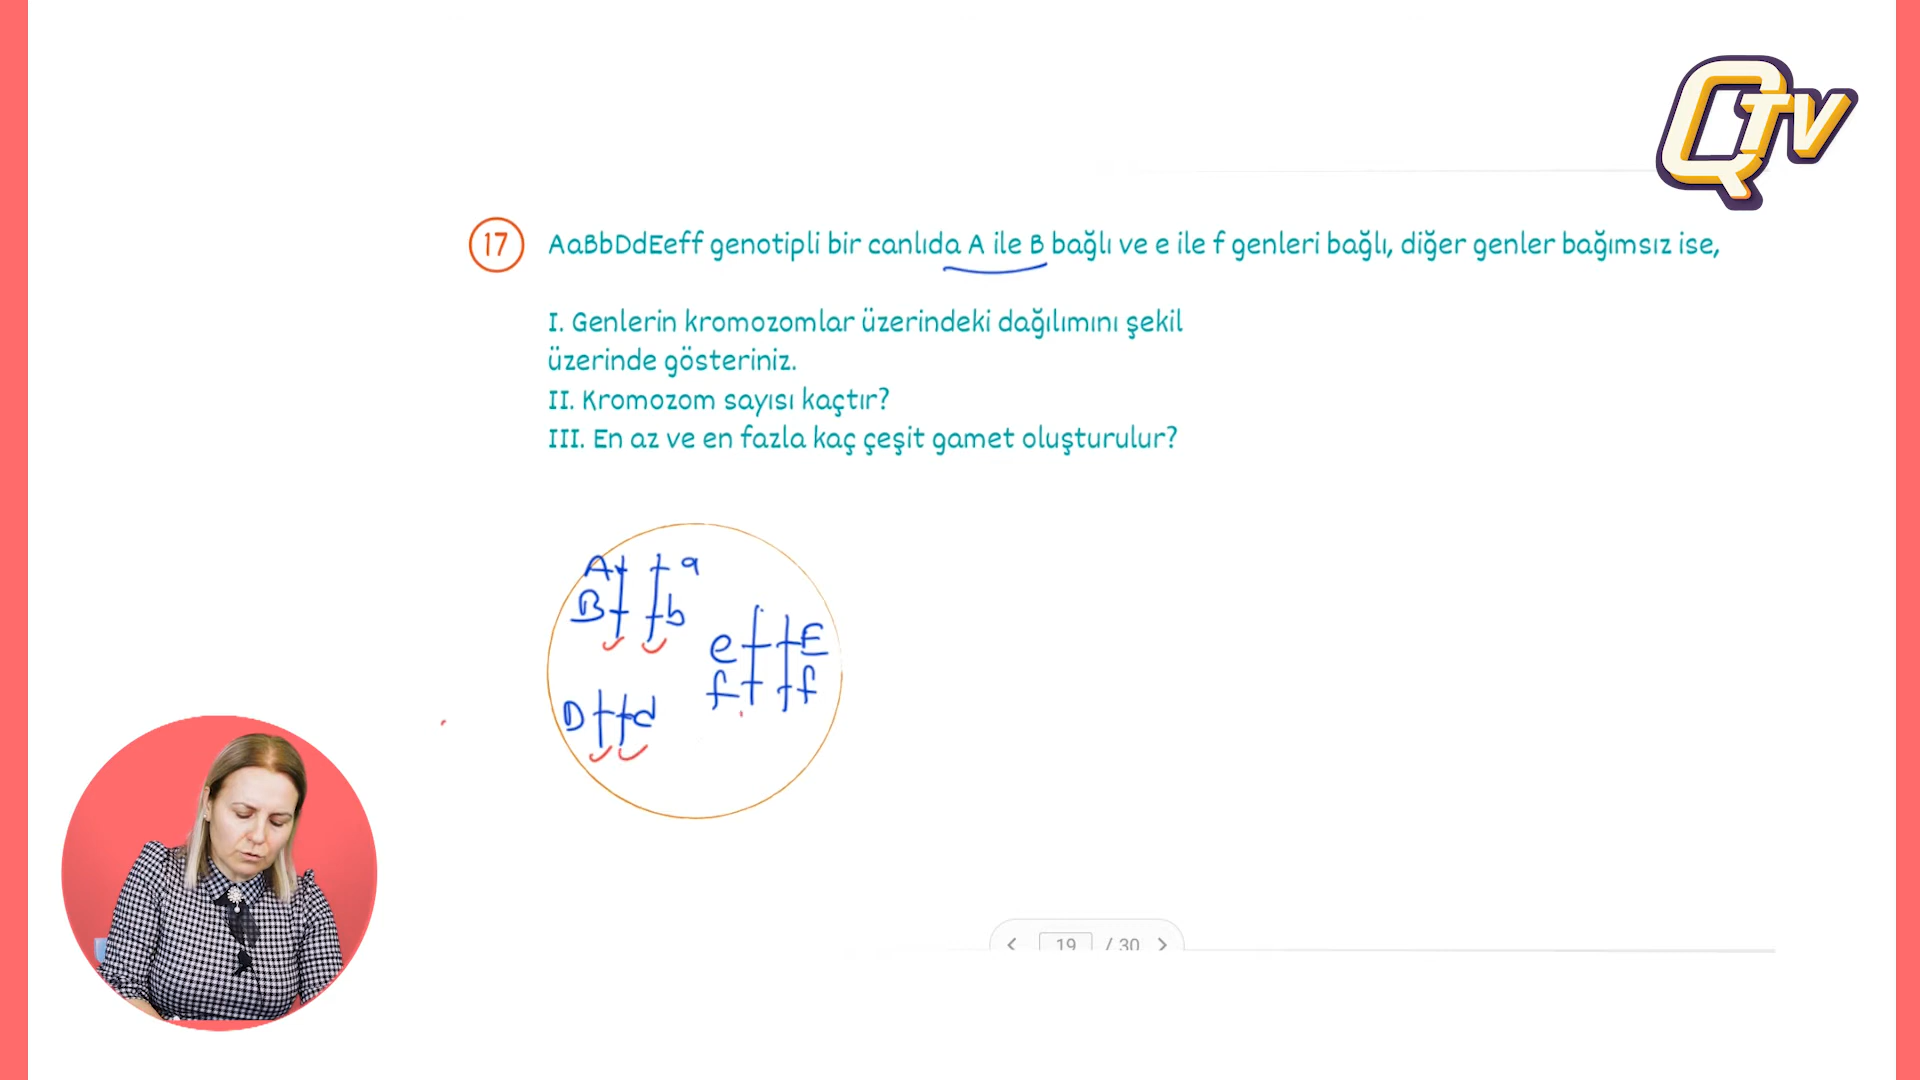 QTV
17 AaBbDdEeff genotipli bir canlıda A ile B bağlı ve e ile f genleri bağlı, diğer genler bağımsız ise,
I. Genlerin kromozomlar üzerindeki dağılımını şekil
üzerinde gösteriniz.
II. Kromozom sayısı kaçtır?
III. En az ve en fazla kaç çeşit gamet oluşturulur?
A a
B b
e E
f f
D d
19 / 30